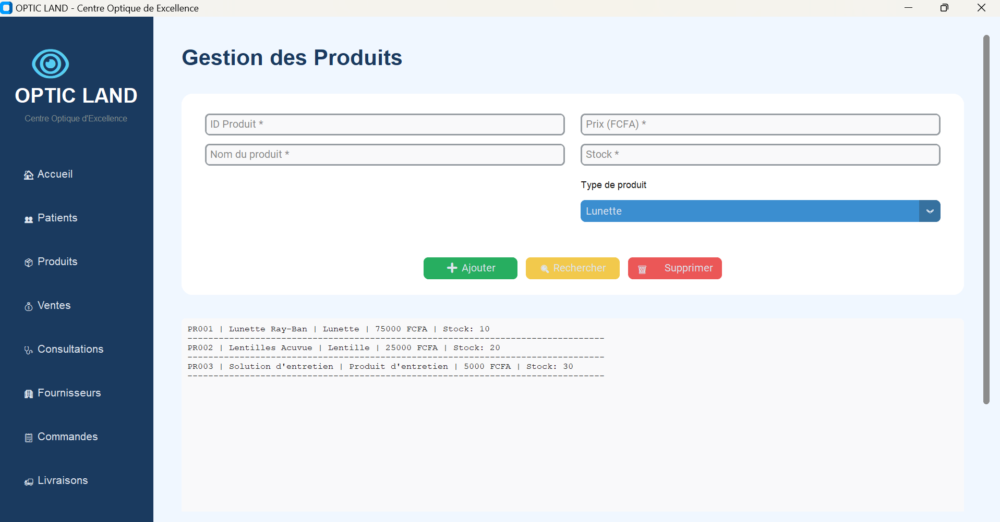 OPTIC LAND - Centre Optique de Excellence
OPTIC LAND
Centre Optique d'Excellence
Accueil
Patients
Produits
Ventes
Consultations
Fournisseurs
Commandes
Livraisons
Gestion des Produits
ID Produit *
Prix (FCFA) *
Nom du produit *
Stock *
Type de produit
Lunette
Ajouter
Rechercher
Supprimer
PR001 | Lunette Ray-Ban | Lunette | 75000 FCFA | Stock: 10
--------------------------------------------------------------------------------
PR002 | Lentilles Acuvue | Lentille | 25000 FCFA | Stock: 20
--------------------------------------------------------------------------------
PR003 | Solution d'entretien | Produit d'entretien | 5000 FCFA | Stock: 30
--------------------------------------------------------------------------------